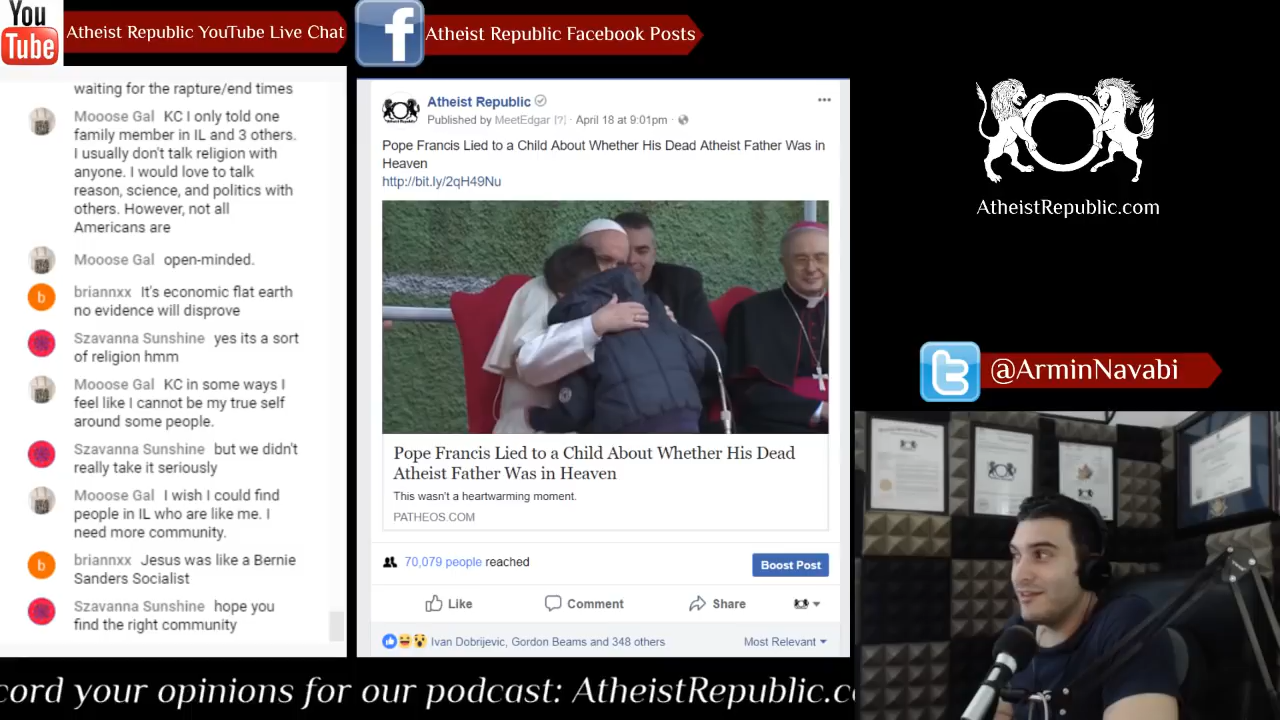 You
Tube
Atheist Republic YouTube Live Chat
f
Atheist Republic Facebook Posts
waiting for the rapture/end times
Mooose Gal KC I only told one
family member in IL and 3 others.
I usually don't talk religion with
anyone. I would love to talk
reason, science, and politics with
others. However, not all
Americans are
Mooose Gal open-minded.
b
briannxx It's economic flat earth
no evidence will disprove
Szavanna Sunshine yes its a sort
of religion hmm
Mooose Gal KC in some ways I
feel like I cannot be my true self
around some people.
Szavanna Sunshine but we didn't
really take it seriously
Mooose Gal I wish I could find
people in IL who are like me. I
need more community.
b
briannxx Jesus was like a Bernie
Sanders Socialist
Szavanna Sunshine hope you
find the right community
Atheist Republic
Published by MeetEdgar [?] · April 18 at 9:01pm ·
Pope Francis Lied to a Child About Whether His Dead Atheist Father Was in
Heaven
http://bit.ly/2qH49Nu
Pope Francis Lied to a Child About Whether His Dead
Atheist Father Was in Heaven
This wasn't a heartwarming moment.
PATHEOS.COM
70,079 people reached
Boost Post
Like Comment Share
Ivan Dobrijevic, Gordon Beams and 348 others
Most Relevant
AtheistRepublic.com
@ArminNavabi
cord your opinions for our podcast: AtheistRepublic.c